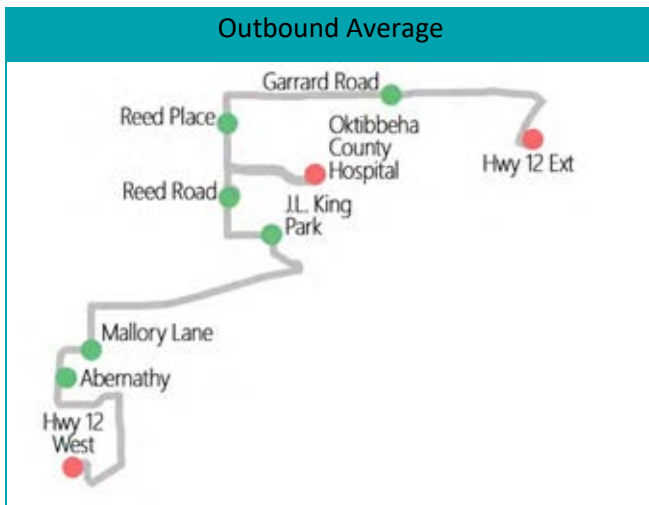 Outbound Average
Garrard Road
Reed Place
Oktibbeha
County
Hospital
Hwy 12 Ext
Reed Road
J.L. King
Park
Mallory Lane
Abernathy
Hwy 12
West